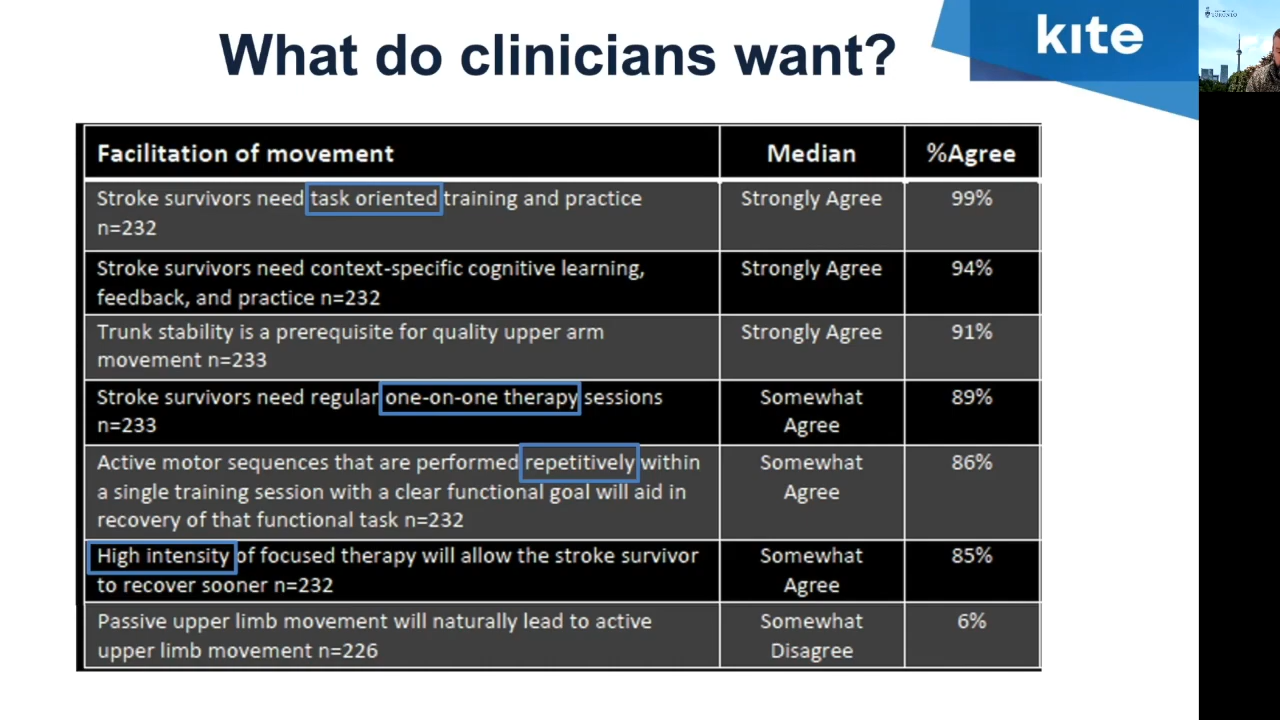 What do clinicians want?
kite
TORONTO
Facilitation of movement Median %Agree
Stroke survivors need task oriented training and practice Strongly Agree 99%
n=232
Stroke survivors need context-specific cognitive learning, Strongly Agree 94%
feedback, and practice n=232
Trunk stability is a prerequisite for quality upper arm Strongly Agree 91%
movement n=233
Stroke survivors need regular one-on-one therapy sessions Somewhat 89%
n=233 Agree
Active motor sequences that are performed repetitively within Somewhat 86%
a single training session with a clear functional goal will aid in Agree
recovery of that functional task n=232
High intensity of focused therapy will allow the stroke survivor Somewhat 85%
to recover sooner n=232 Agree
Passive upper limb movement will naturally lead to active Somewhat 6%
upper limb movement n=226 Disagree